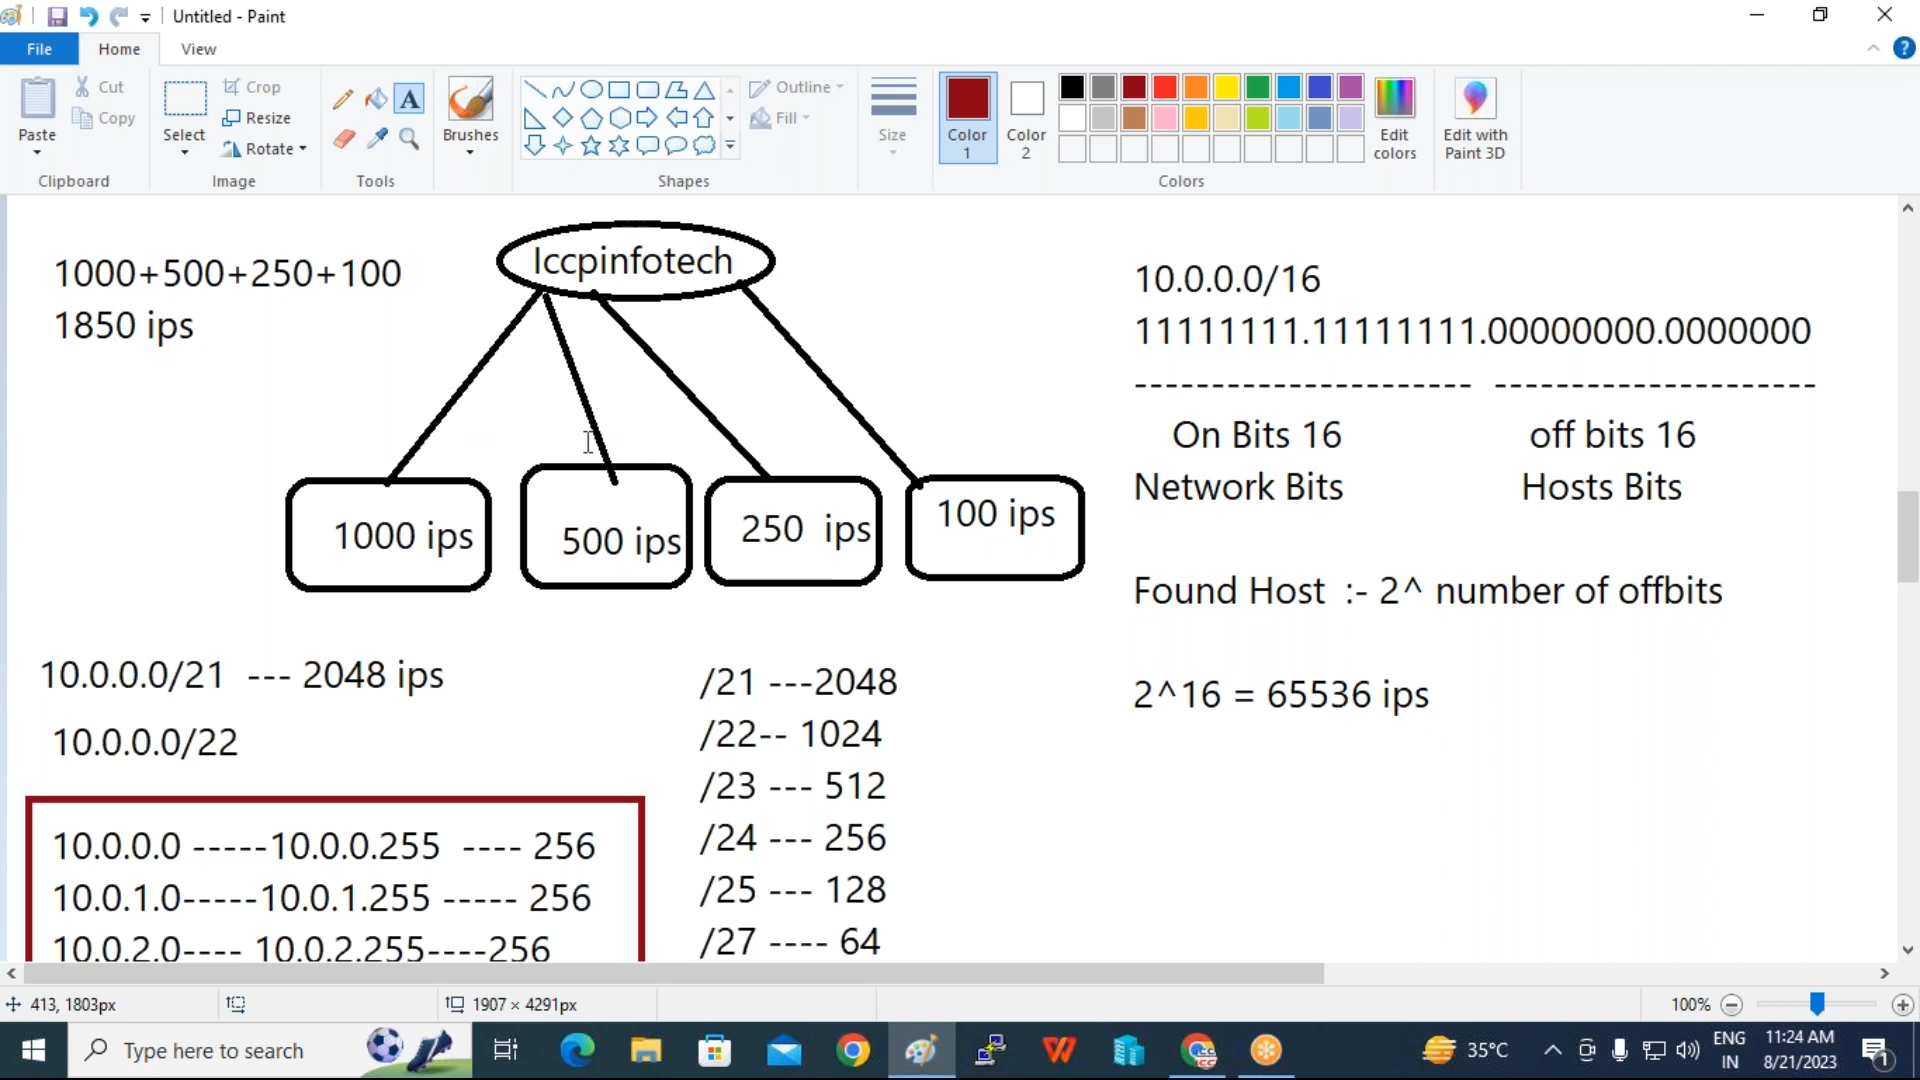 Untitled - Paint
File
Home
View
Paste
Cut
Copy
Clipboard
Select
Crop
Resize
Rotate
Image
A
Tools
Brushes
Shapes
Outline
Fill
Size
Color 1
Color 2
Edit colors
Colors
Edit with Paint 3D
1000+500+250+100
1850 ips
Iccpinfotech
1000 ips
500 ips
250 ips
100 ips
10.0.0.0/16
11111111.11111111.00000000.0000000
---------------------- ---------------------
On Bits 16 off bits 16
Network Bits Hosts Bits
Found Host :- 2^ number of offbits
2^16 = 65536 ips
10.0.0.0/21 --- 2048 ips
10.0.0.0/22
10.0.0.0 -----10.0.0.255 ---- 256
10.0.1.0-----10.0.1.255 ----- 256
10.0.2.0---- 10.0.2.255----256
/21 ---2048
/22-- 1024
/23 --- 512
/24 --- 256
/25 --- 128
/27 ---- 64
413, 1803px
1907 × 4291px
100%
Type here to search
35°C
ENG
IN
11:24 AM
8/21/2023
1